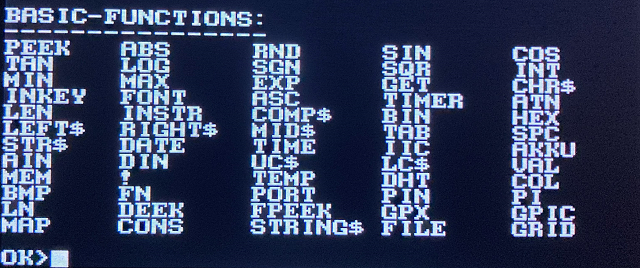 BASIC-FUNCTIONS:
----------------
PEEK ABS RND SIN COS
TAN LOG SGN SQR INT
MIN MAX EXP GET CHR$
INKEY FONT ASC TIMER ATN
LEN INSTR COMP$ BIN HEX
LEFT$ RIGHT$ MID$ TAB SPC
STR$ DATE TIME IIC AKKU
AIN DIN UC$ LC$ VAL
MEM ! TEMP DHT COL
BMP FN PORT PIN PI
LN DEEK FPEEK GPX GPIC
MAP CONS STRING$ FILE GRID
OK>